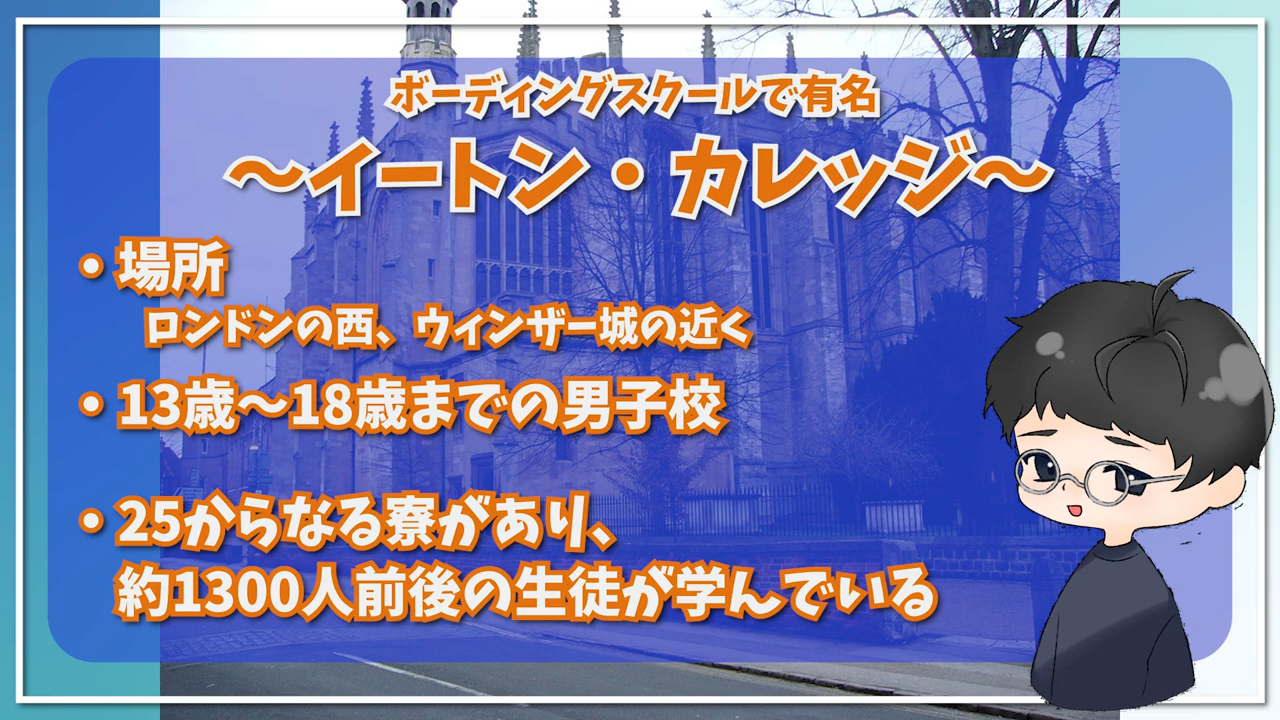 ボーディングスクールで有名
～イートン・カレッジ～
・場所
ロンドンの西、ウィンザー城の近く
・13歳～18歳までの男子校
・25からなる寮があり、
約1300人前後の生徒が学んでいる